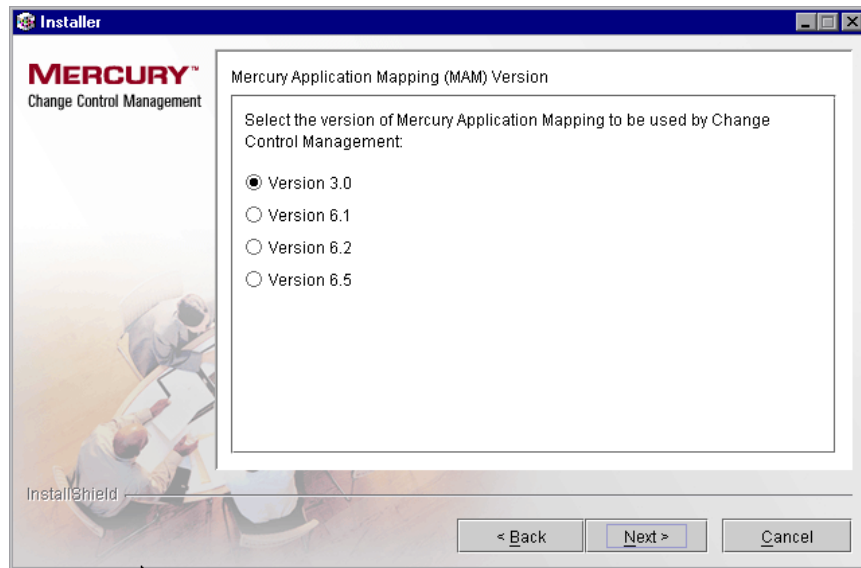 Installer
MERCURY™
Change Control Management
Mercury Application Mapping (MAM) Version
Select the version of Mercury Application Mapping to be used by Change
Control Management:
Version 3.0
Version 6.1
Version 6.2
Version 6.5
InstallShield
< Back
Next >
Cancel